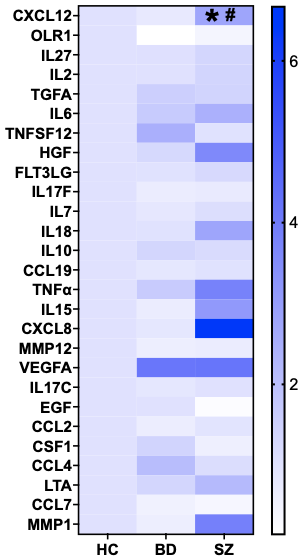 CXCL12 * #
OLR1
IL27
IL2
TGFA
IL6
TNFSF12
HGF
FLT3LG
IL17F
IL7
IL18
IL10
CCL19
TNFα
IL15
CXCL8
MMP12
VEGFA
IL17C
EGF
CCL2
CSF1
CCL4
LTA
CCL7
MMP1
HC BD SZ
6
4
2